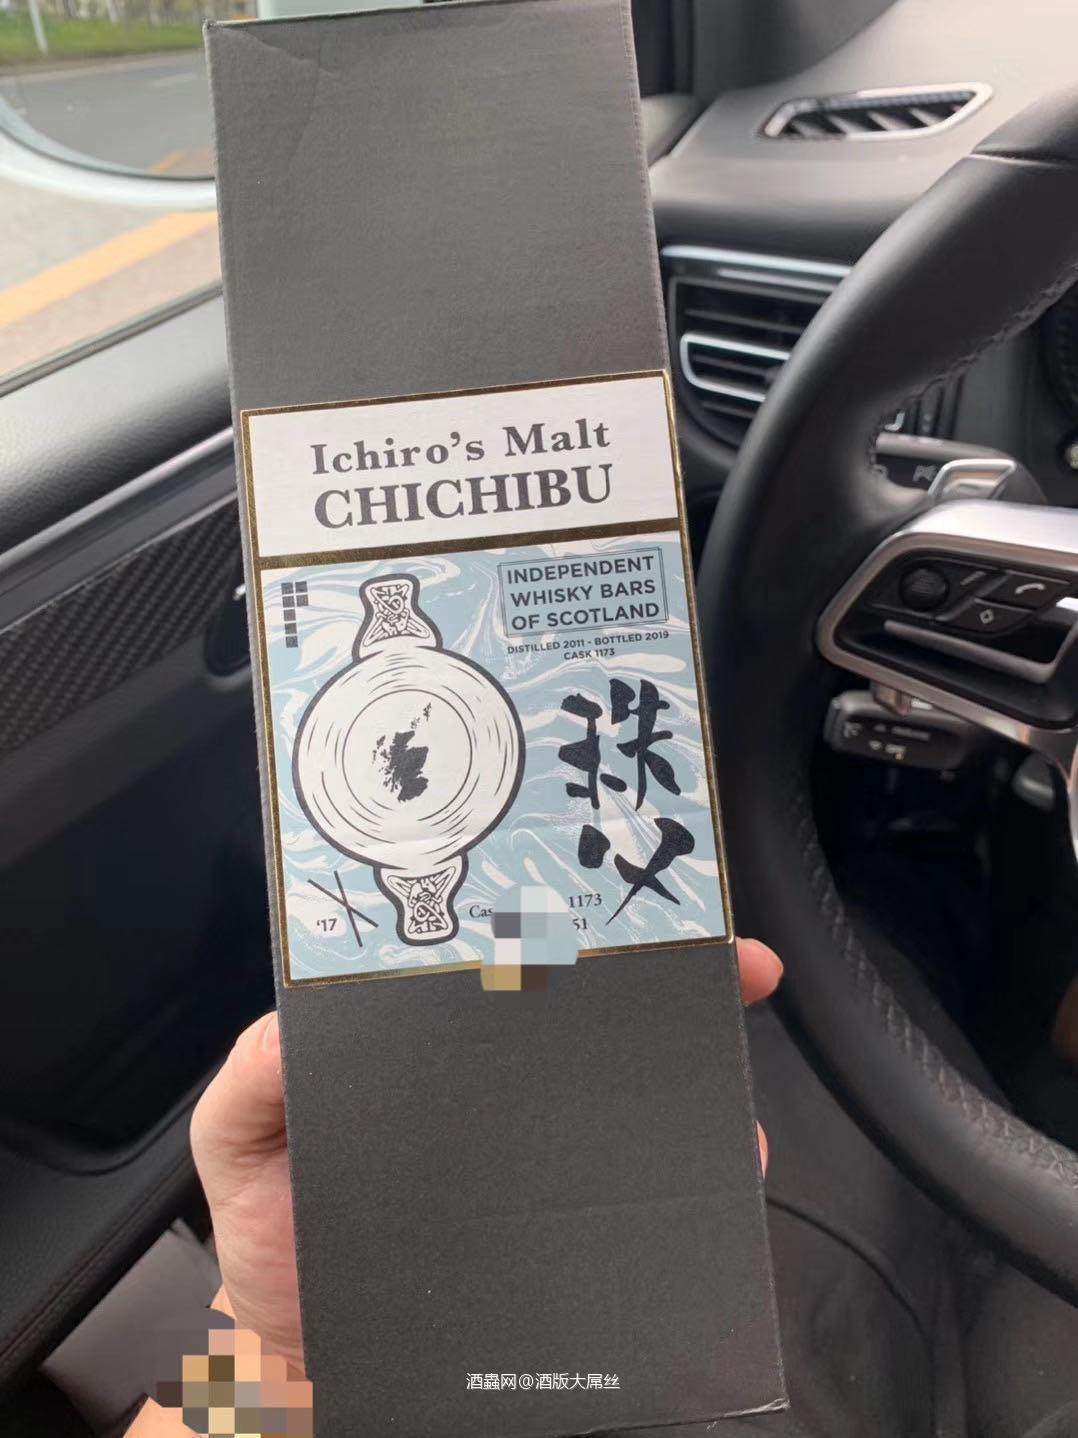 Ichiro's Malt
CHICHIBU
INDEPENDENT
WHISKY BARS
OF SCOTLAND
DISTILLED 2011 - BOTTLED 2019
CASK 1173
秩
父
'17
1173
51
酒蟲网@酒版大屌丝